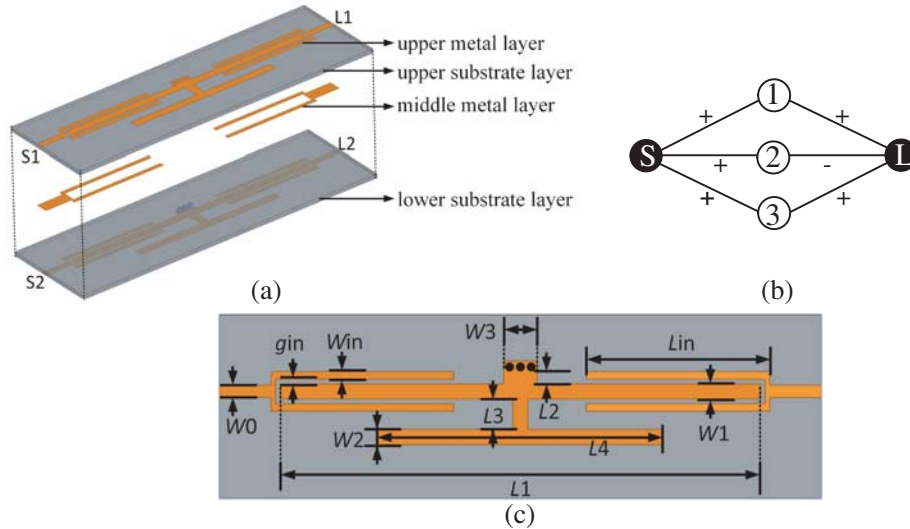 L1
upper metal layer
upper substrate layer
middle metal layer
S1
L2
lower substrate layer
S2
(a)
1
+ +
S 2 L
+ -
3
+ +
(b)
W3
gin Win Lin
W0 L3 L2 W1
W2 L4
L1
(c)